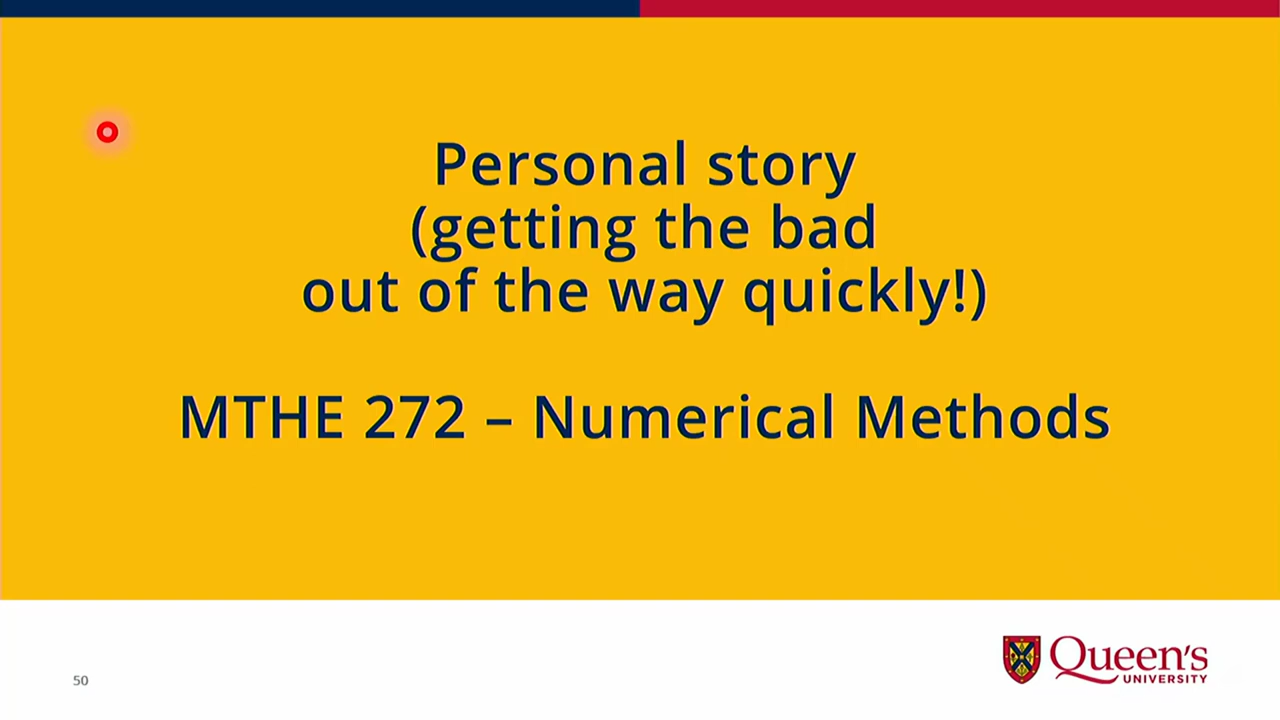 Personal story
(getting the bad
out of the way quickly!)
MTHE 272 – Numerical Methods
50
Queen's
UNIVERSITY